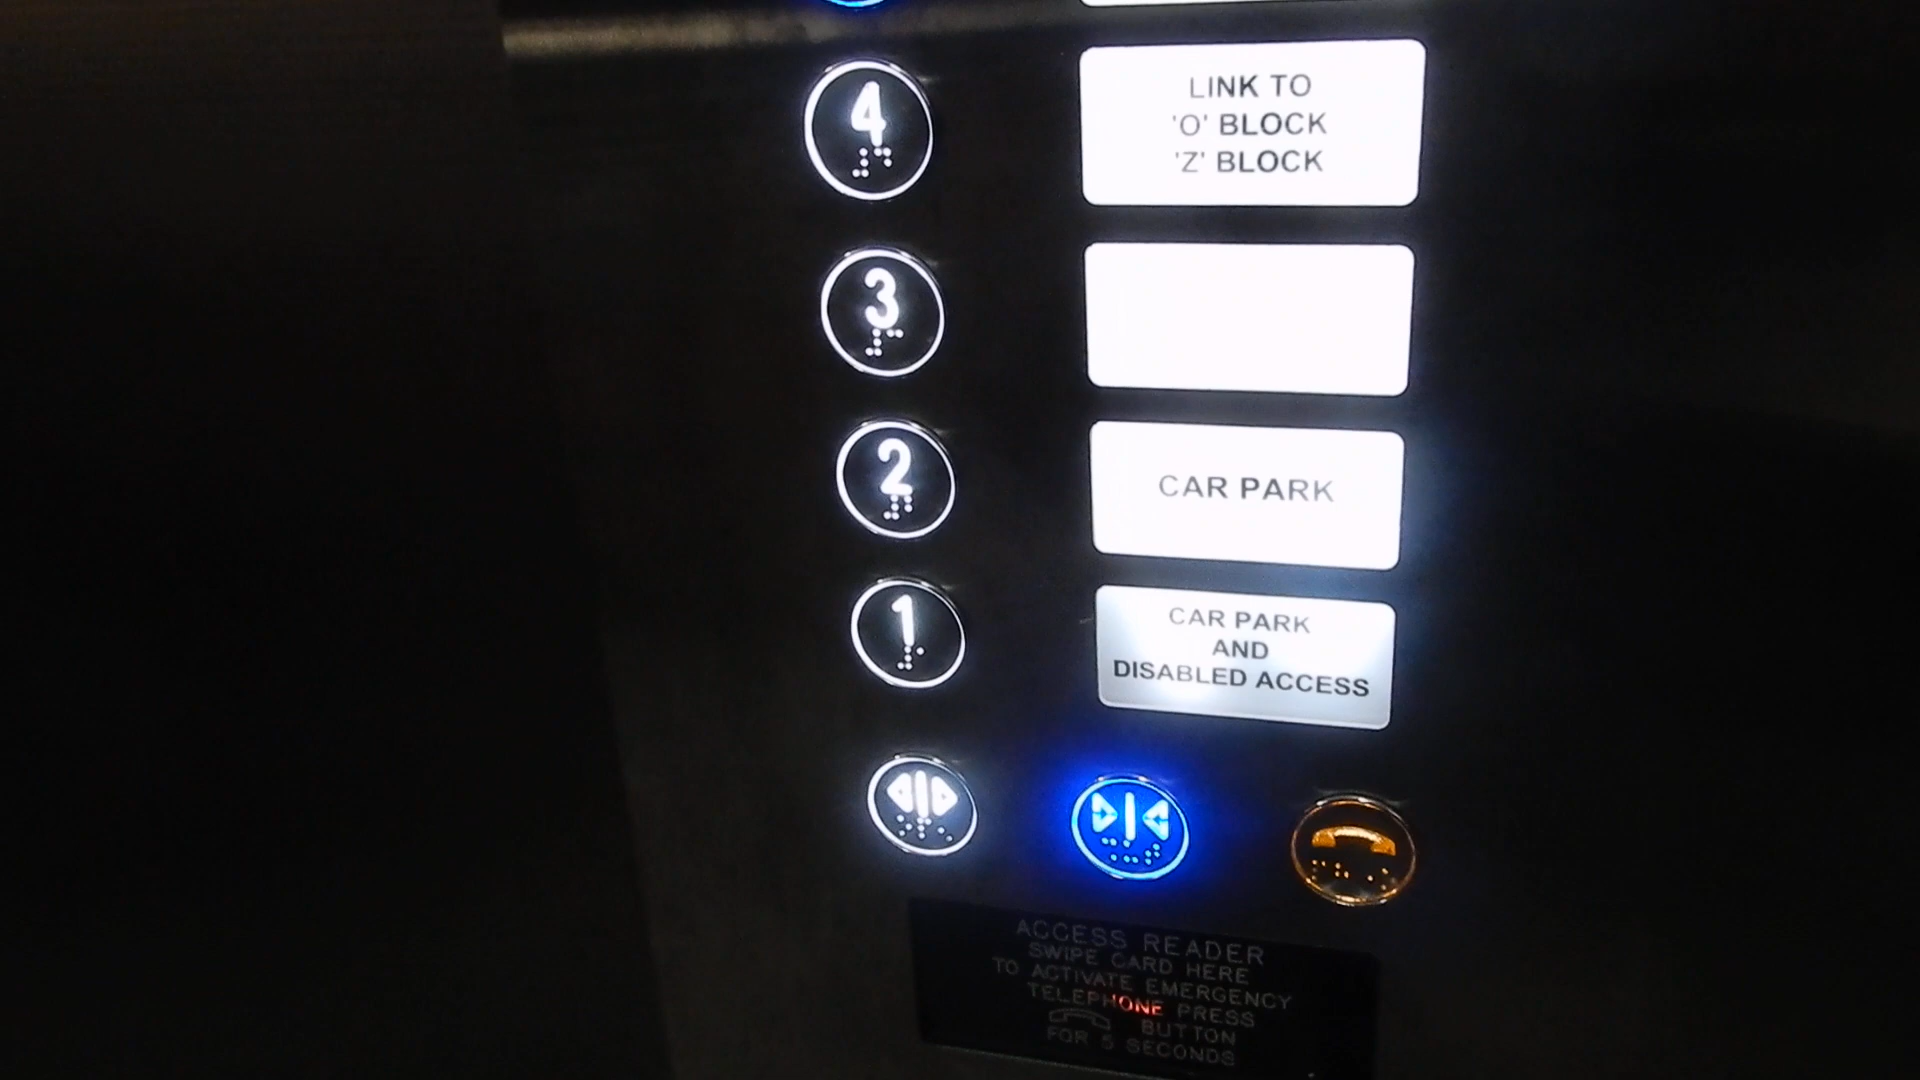 4
LINK TO
'O' BLOCK
'Z' BLOCK
3
2
CAR PARK
1
CAR PARK
AND
DISABLED ACCESS
ACCESS READER
SWIPE CARD HERE
TO ACTIVATE EMERGENCY
TELEPHONE PRESS
BUTTON
FOR 5 SECONDS